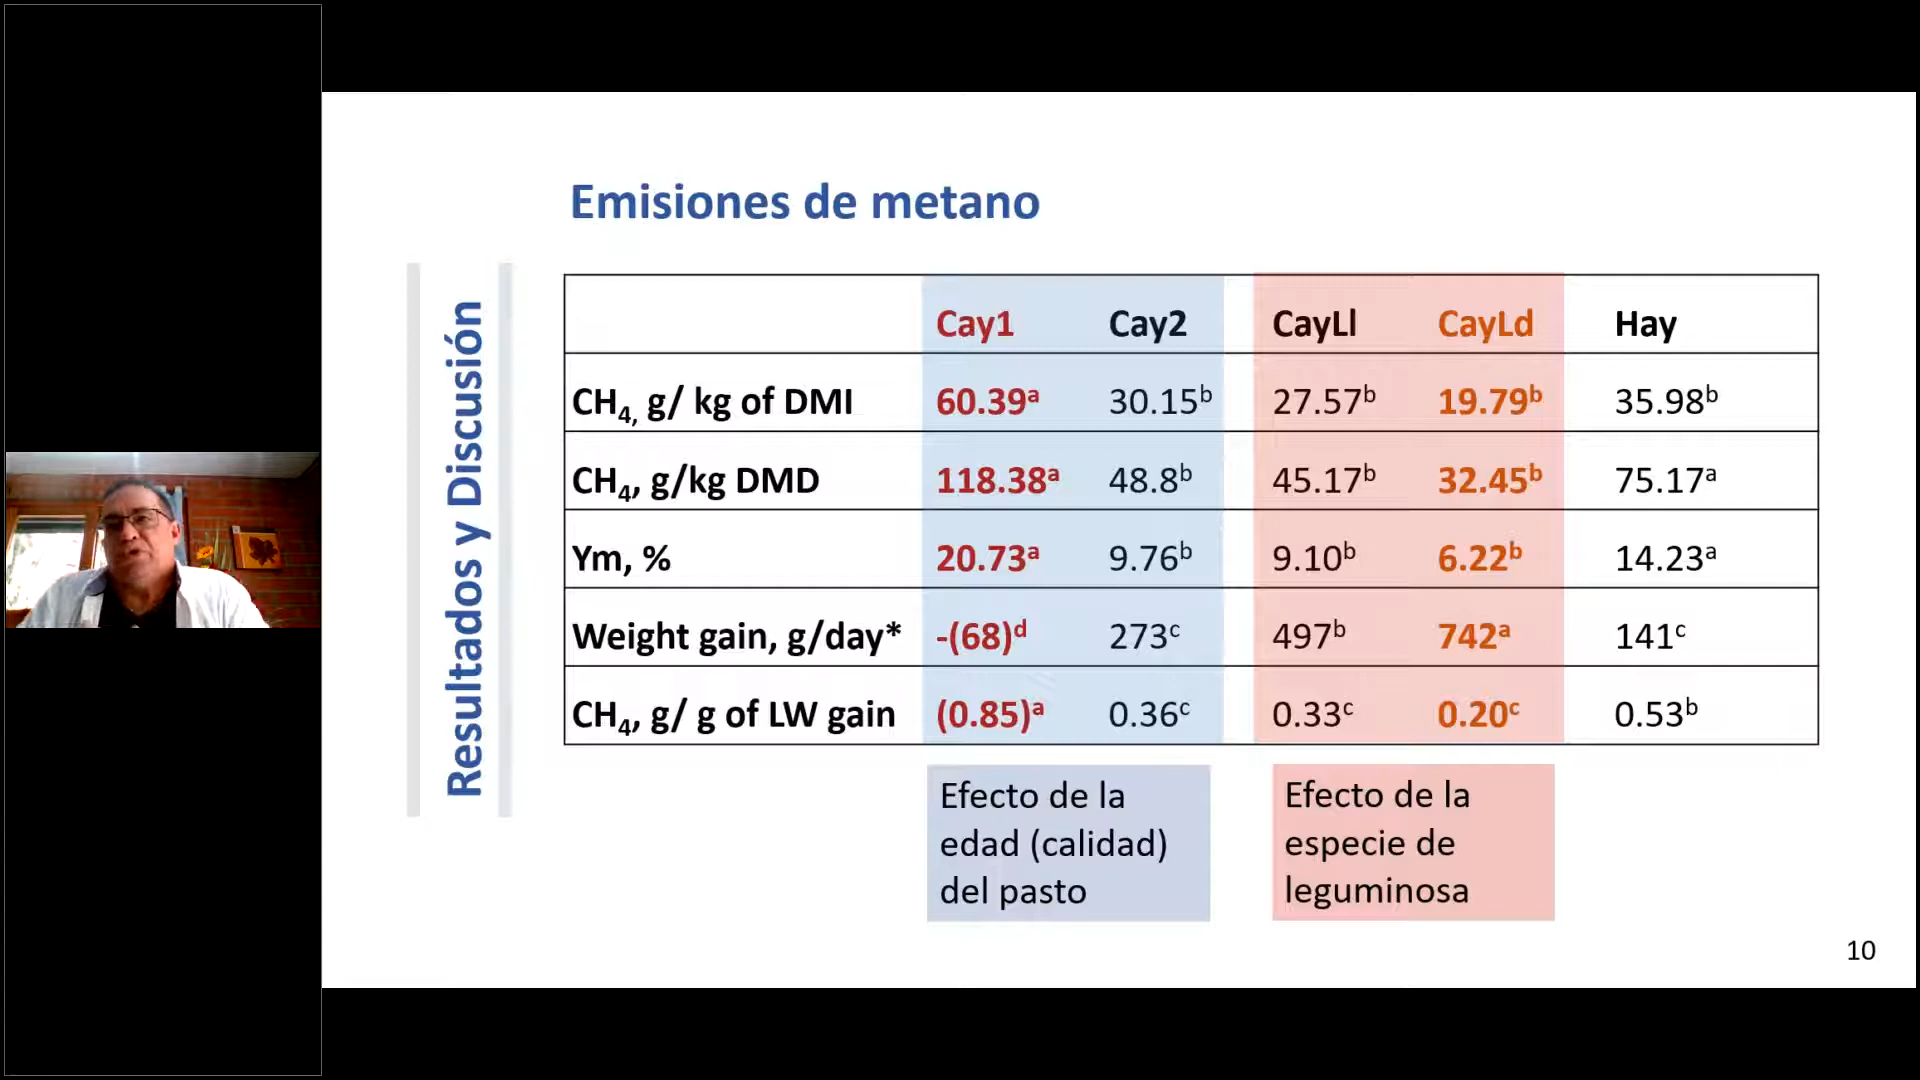 Emisiones de metano
Resultados y Discusión
Cay1 Cay2 CayLl CayLd Hay
CH4, g/ kg of DMI 60.39a 30.15b 27.57b 19.79b 35.98b
CH4, g/kg DMD 118.38a 48.8b 45.17b 32.45b 75.17a
Ym, % 20.73a 9.76b 9.10b 6.22b 14.23a
Weight gain, g/day* -(68)d 273c 497b 742a 141c
CH4, g/ g of LW gain (0.85)a 0.36c 0.33c 0.20c 0.53b
Efecto de la
edad (calidad)
del pasto
Efecto de la
especie de
leguminosa
10